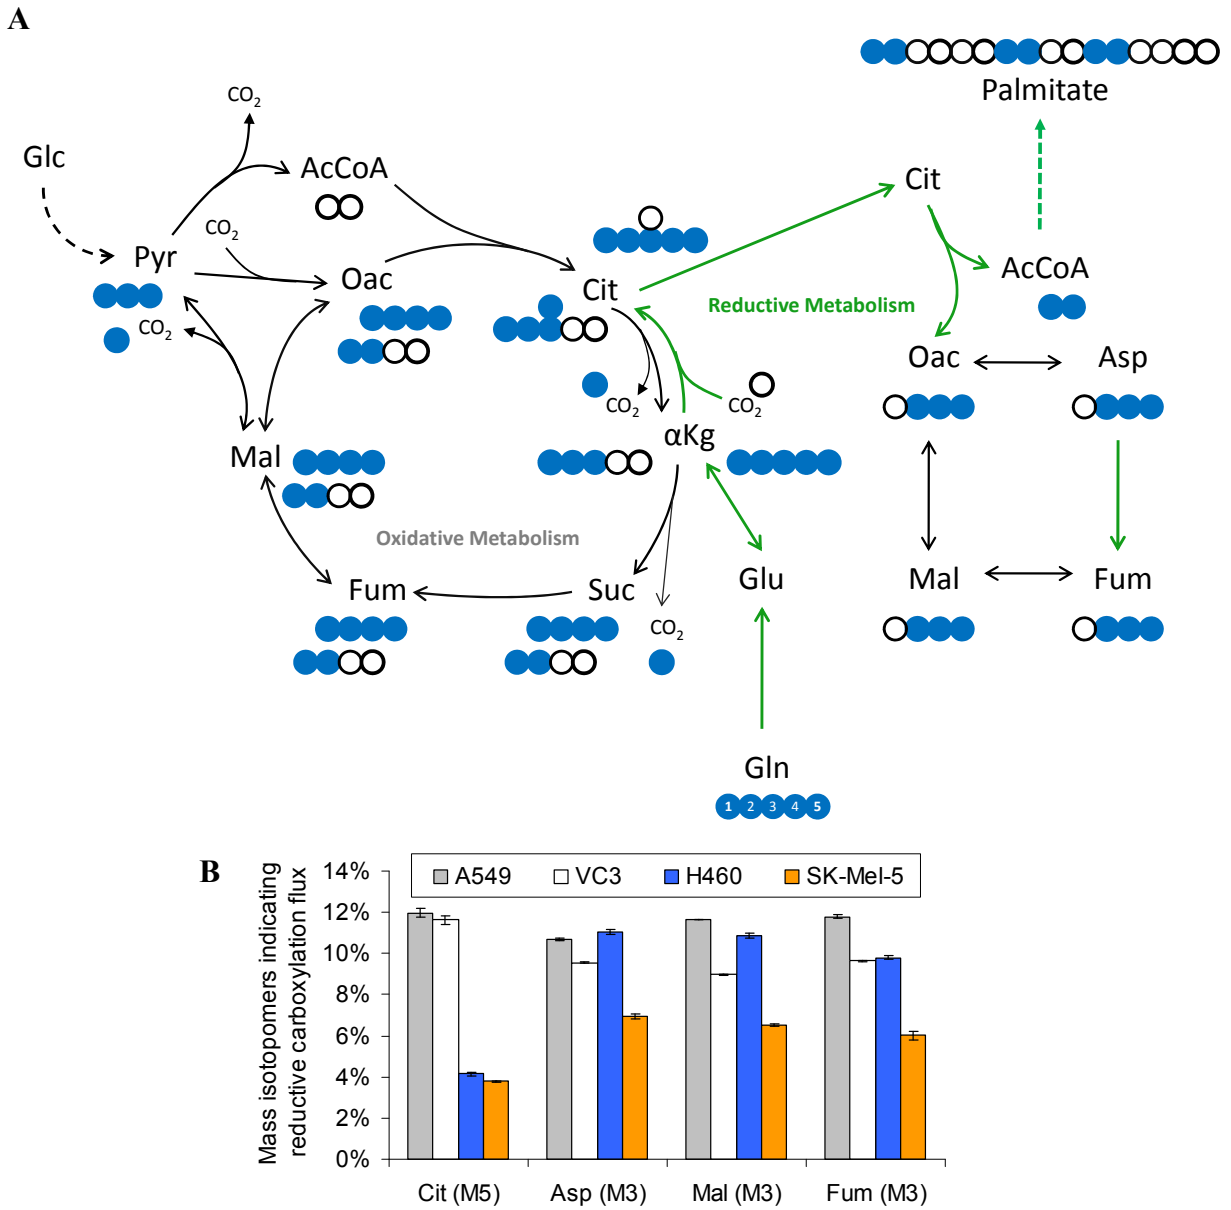 A
CO2
Glc
AcCoA
Palmitate
CO2
Cit
Pyr
Oac
Cit
AcCoA
Reductive Metabolism
CO2
Oac
Asp
CO2
CO2
αKg
Mal
Oxidative Metabolism
Fum
Suc
Glu
Mal
Fum
CO2
Gln
1 2 3 4 5
B
Mass isotopomers indicating
reductive carboxylation flux
14%
12%
10%
8%
6%
4%
2%
0%
A549 VC3 H460 SK-Mel-5
Cit (M5) Asp (M3) Mal (M3) Fum (M3)